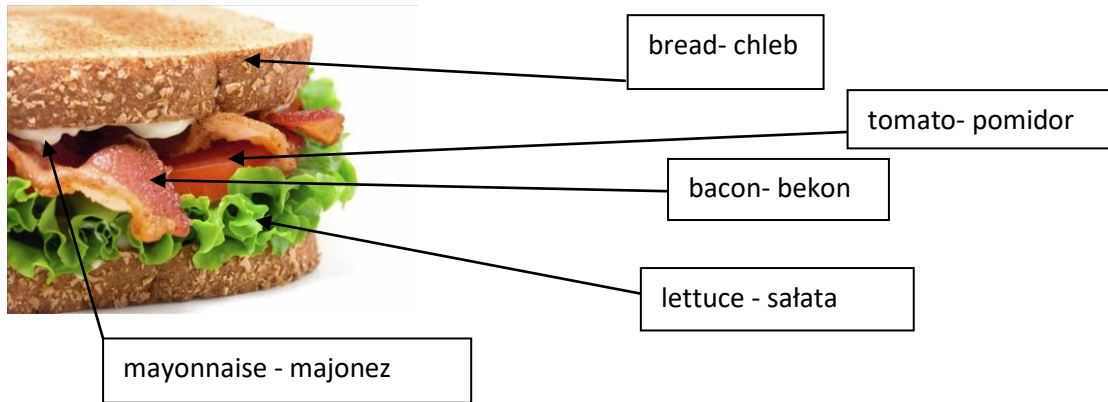 bread- chleb
tomato- pomidor
bacon- bekon
lettuce - sałata
mayonnaise - majonez